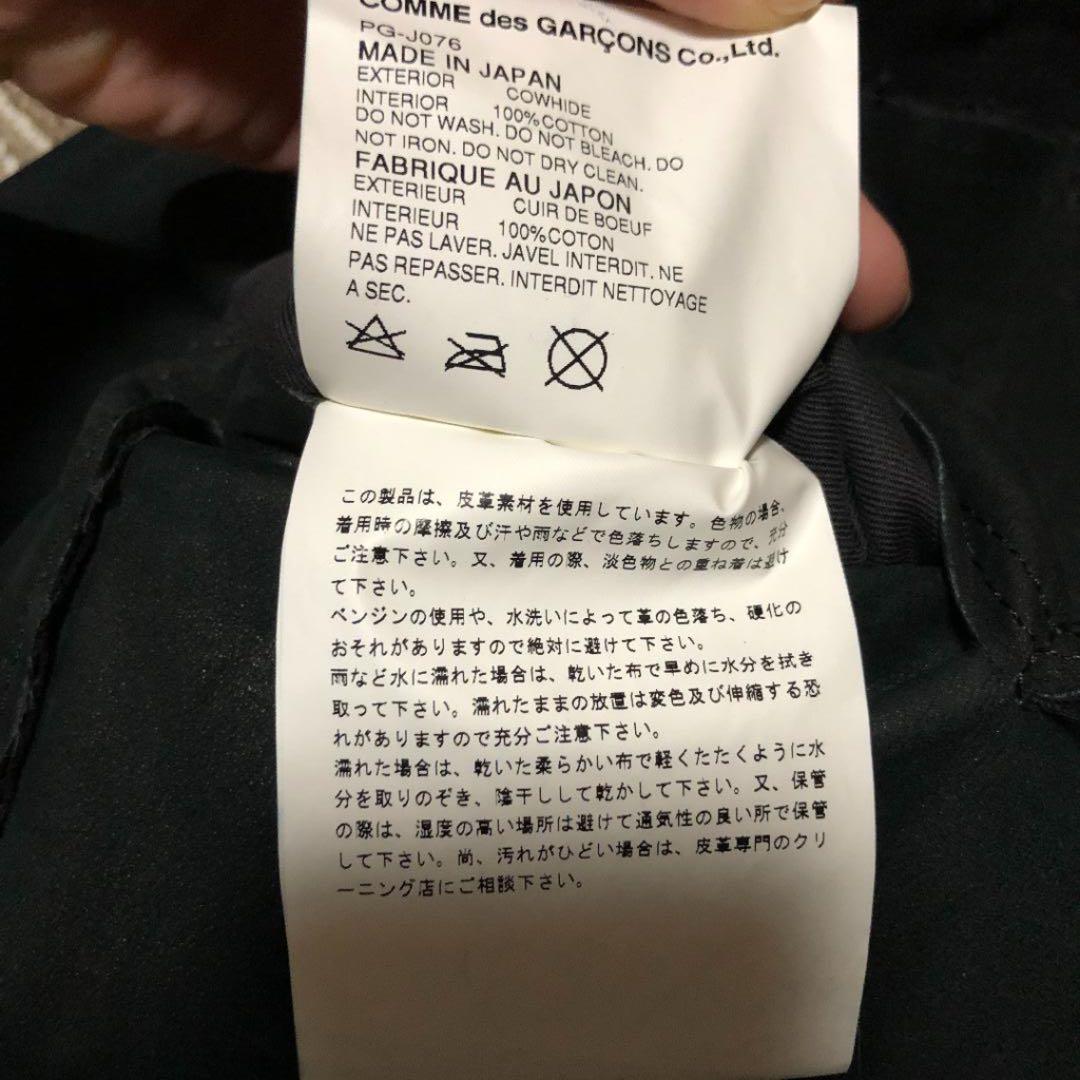 COMME des GARÇONS Co.,Ltd.
PG-J076
MADE IN JAPAN
EXTERIOR COWHIDE
INTERIOR 100%COTTON
DO NOT WASH. DO NOT BLEACH. DO
NOT IRON. DO NOT DRY CLEAN.
FABRIQUE AU JAPON
EXTERIEUR CUIR DE BOEUF
INTERIEUR 100%COTON
NE PAS LAVER. JAVEL INTERDIT. NE
PAS REPASSER. INTERDIT NETTOYAGE
A SEC.
この製品は、皮革素材を使用しています。色物の場合、
着用時の摩擦及び汗や雨などで色落ちしますので、充分
ご注意下さい。又、着用の際、淡色物との重ね着は避け
て下さい。
ベンジンの使用や、水洗いによって革の色落ち、硬化の
おそれがありますので絶対に避けて下さい。
雨など水に濡れた場合は、乾いた布で早めに水分を拭き
取って下さい。濡れたままの放置は変色及び伸縮する恐
れがありますので充分ご注意下さい。
濡れた場合は、乾いた柔らかい布で軽くたたくように水
分を取りのぞき、陰干しして乾かして下さい。又、保管
の際は、湿度の高い場所は避けて通気性の良い所で保管
して下さい。尚、汚れがひどい場合は、皮革専門のクリ
ーニング店にご相談下さい。